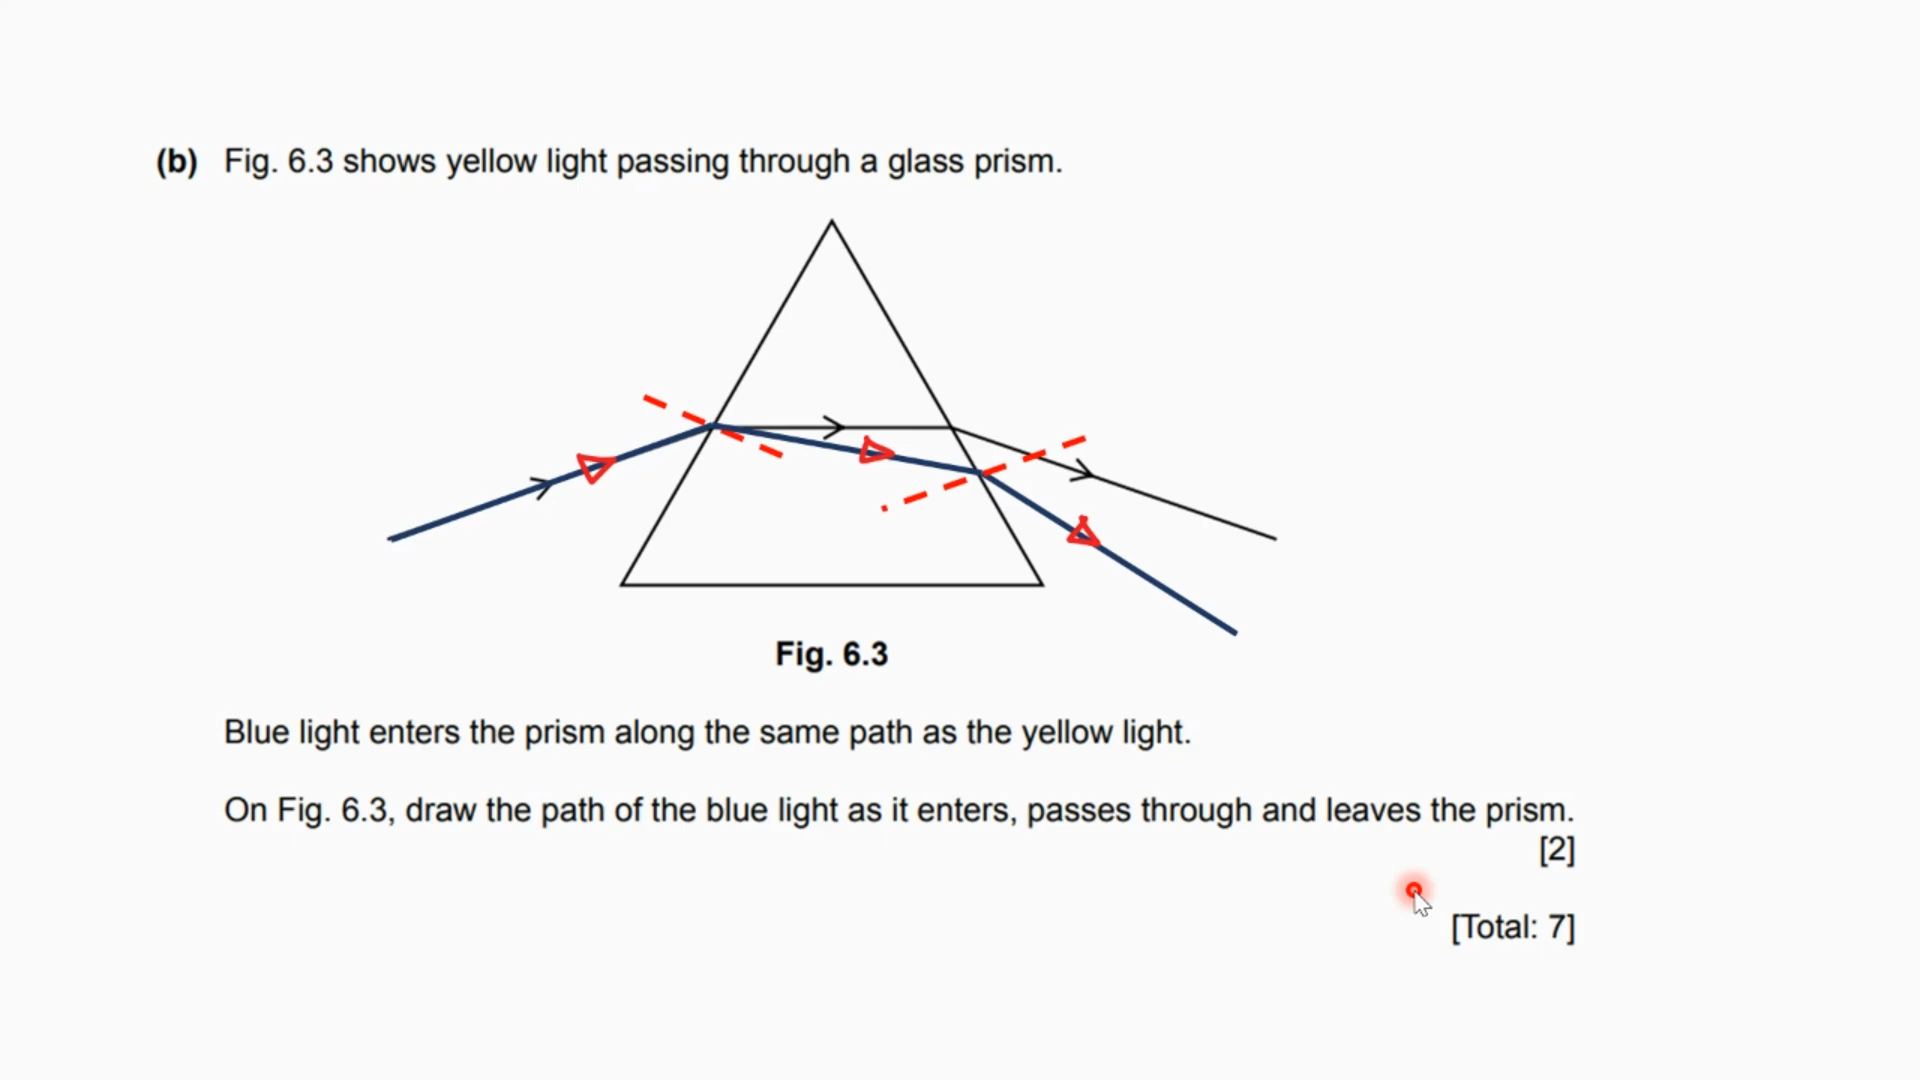 (b) Fig. 6.3 shows yellow light passing through a glass prism.
Fig. 6.3
Blue light enters the prism along the same path as the yellow light.
On Fig. 6.3, draw the path of the blue light as it enters, passes through and leaves the prism.
[2]
[Total: 7]